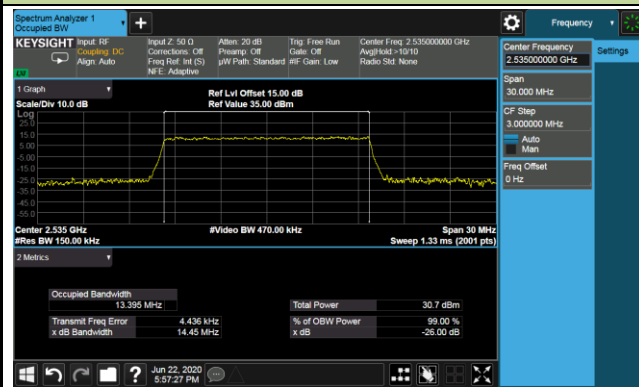 Spectrum Analyzer 1
Occupied BW
+
Frequency
KEYSIGHT Input: RF
Coupling: DC
Align: Auto
Input Z: 50 Ω
Corrections: Off
Freq Ref: Int (S)
NFE: Adaptive
Atten: 20 dB
Preamp: Off
µW Path: Standard
Trig: Free Run
Gate: Off
#IF Gain: Low
Center Freq: 2.535000000 GHz
Avg|Hold:>10/10
Radio Std: None
LXI
Center Frequency
2.535000000 GHz
Settings
Span
30.000 MHz
CF Step
3.000000 MHz
Auto
Man
Freq Offset
0 Hz
1 Graph
Scale/Div 10.0 dB
Ref Lvl Offset 15.00 dB
Ref Value 35.00 dBm
Log
25.0
15.0
5.00
-5.00
-15.0
-25.0
-35.0
-45.0
-55.0
Center 2.535 GHz
#Res BW 150.00 kHz
#Video BW 470.00 kHz
Span 30 MHz
Sweep 1.33 ms (2001 pts)
2 Metrics
Occupied Bandwidth
13.395 MHz
Total Power 30.7 dBm
Transmit Freq Error 4.436 kHz
% of OBW Power 99.00 %
x dB Bandwidth 14.45 MHz
x dB -26.00 dB
?
Jun 22, 2020
5:57:27 PM